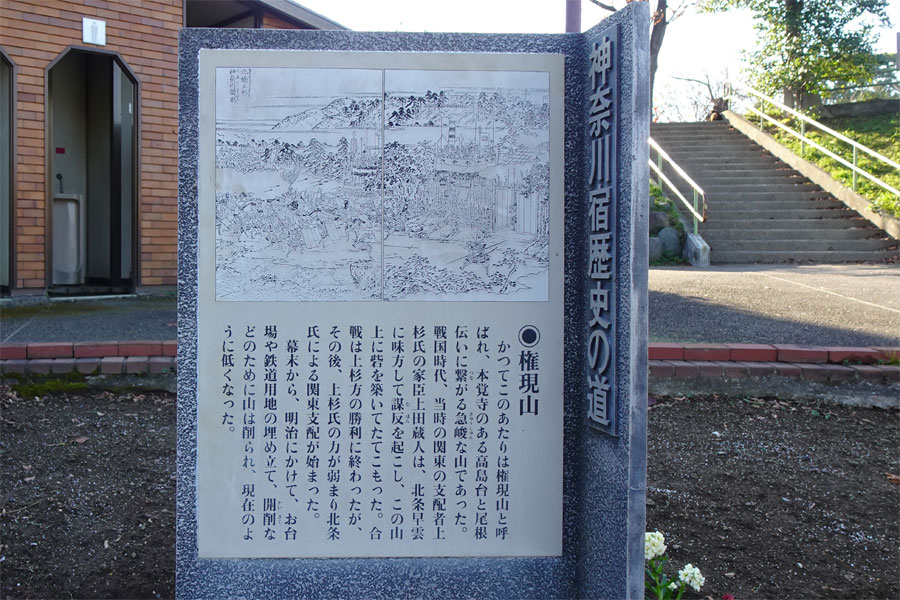 神奈川宿歴史の道
権現山
かつてこのあたりは権現山と呼
ばれ、本覚寺のある高島台と尾根
伝いに繋がる急峻な山であった。
戦国時代、当時の関東の支配者上
杉氏の家臣上田蔵人は、北条早雲
に味方して謀反を起こし、この山
上に砦を築いてたてこもった。合
戦は上杉方の勝利に終わったが、
その後、上杉氏の力が弱まり北条
氏による関東支配が始まった。
幕末から、明治にかけて、お台
場や鉄道用地の埋め立て、開削な
どのために山は削られ、現在のよ
うに低くなった。